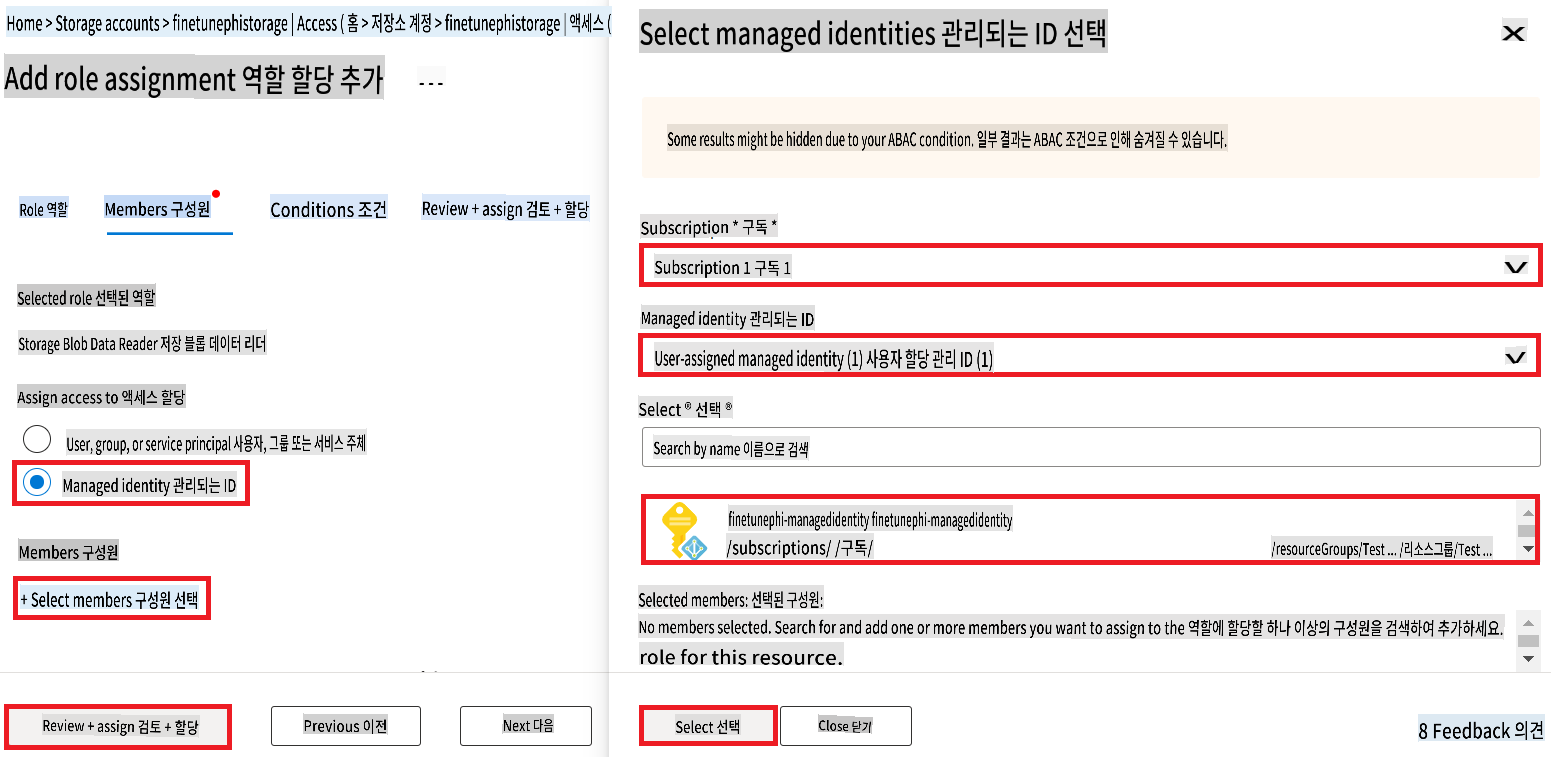 Home > Storage accounts > finetunephistorage | Access ( 홈 > 저장소 계정 > finetunephistorage | 액세스 (
Add role assignment 역할 할당 추가 ...
Role 역할
Members 구성원
Conditions 조건
Review + assign 검토 + 할당
Selected role 선택된 역할
Storage Blob Data Reader 저장 블롭 데이터 리더
Assign access to 액세스 할당
User, group, or service principal 사용자, 그룹 또는 서비스 주체
Managed identity 관리되는 ID
Members 구성원
+ Select members 구성원 선택
Review + assign 검토 + 할당
Previous 이전
Next 다음
Select managed identities 관리되는 ID 선택
Some results might be hidden due to your ABAC condition. 일부 결과는 ABAC 조건으로 인해 숨겨질 수 있습니다.
Subscription * 구독 *
Subscription 1 구독 1
Managed identity 관리되는 ID
User-assigned managed identity (1) 사용자 할당 관리 ID (1)
Select ® 선택 ®
Search by name 이름으로 검색
finetunephi-managedidentity finetunephi-managedidentity
/subscriptions/ /구독/
/resourceGroups/Test ... /리소스그룹/Test ...
Selected members: 선택된 구성원:
No members selected. Search for and add one or more members you want to assign to the 역할에 할당할 하나 이상의 구성원을 검색하여 추가하세요.
role for this resource.
Select 선택
Close 닫기
8 Feedback 의견